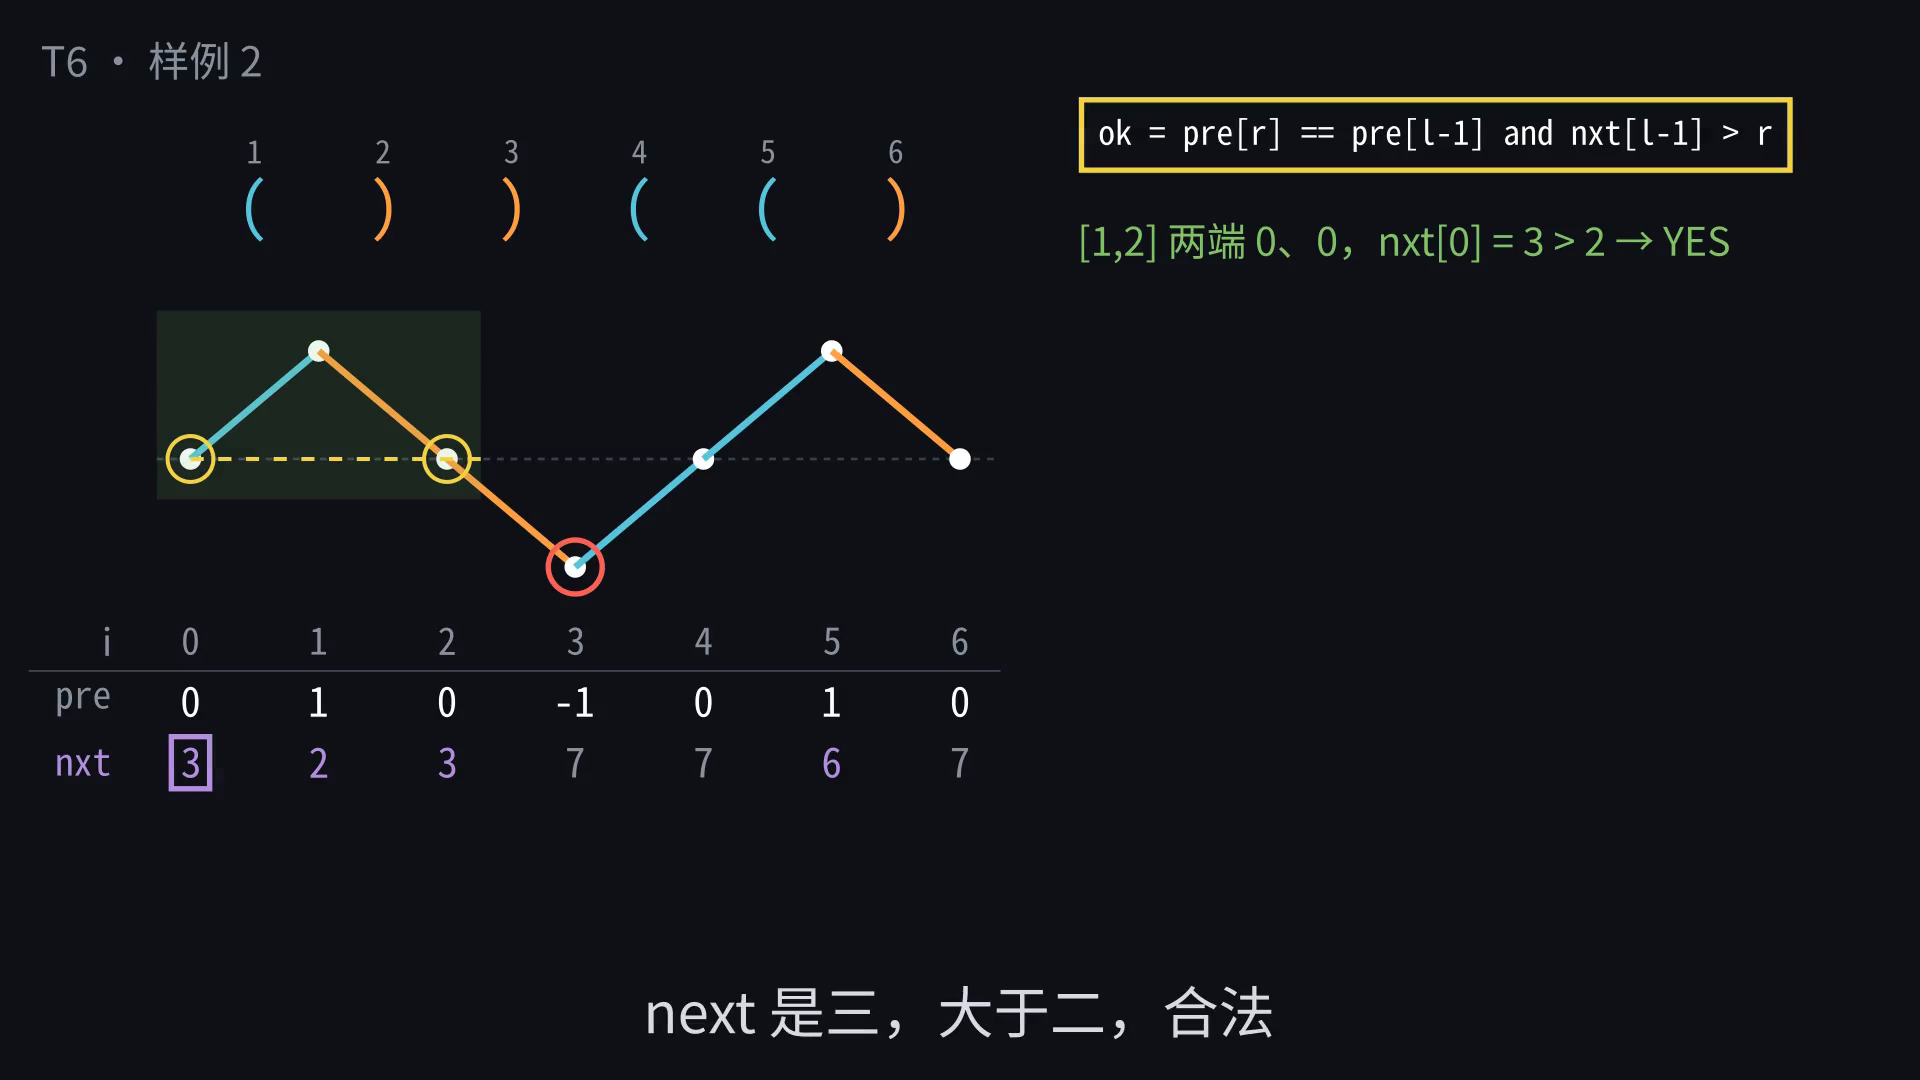 T6 · 样例 2
1 2 3 4 5 6
( ) ) ( ( )
ok = pre[r] == pre[l-1] and nxt[l-1] > r
[1,2] 两端 0、0，nxt[0] = 3 > 2 → YES
i 0 1 2 3 4 5 6
pre 0 1 0 -1 0 1 0
nxt 3 2 3 7 7 6 7
next 是三，大于二，合法